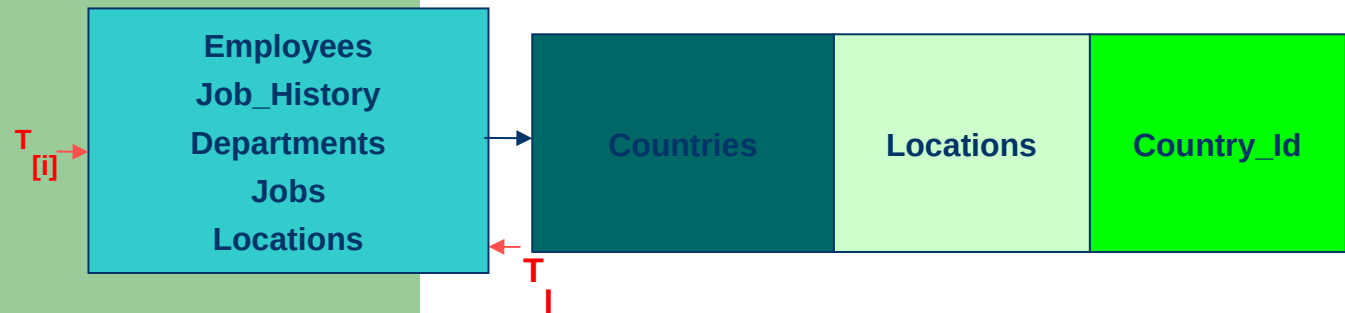 Employees
Job_History
Departments
Jobs
Locations
T
[i]
Countries
Locations
Country_Id
T
l